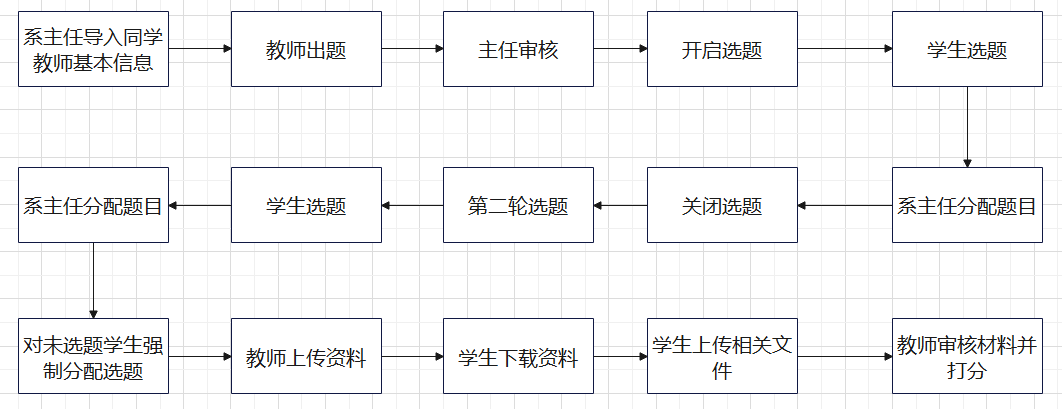 系主任导入同学
教师基本信息
教师出题
主任审核
开启选题
学生选题
系主任分配题目
关闭选题
第二轮选题
学生选题
系主任分配题目
对未选题学生强
制分配选题
教师上传资料
学生下载资料
学生上传相关文
件
教师审核材料并
打分